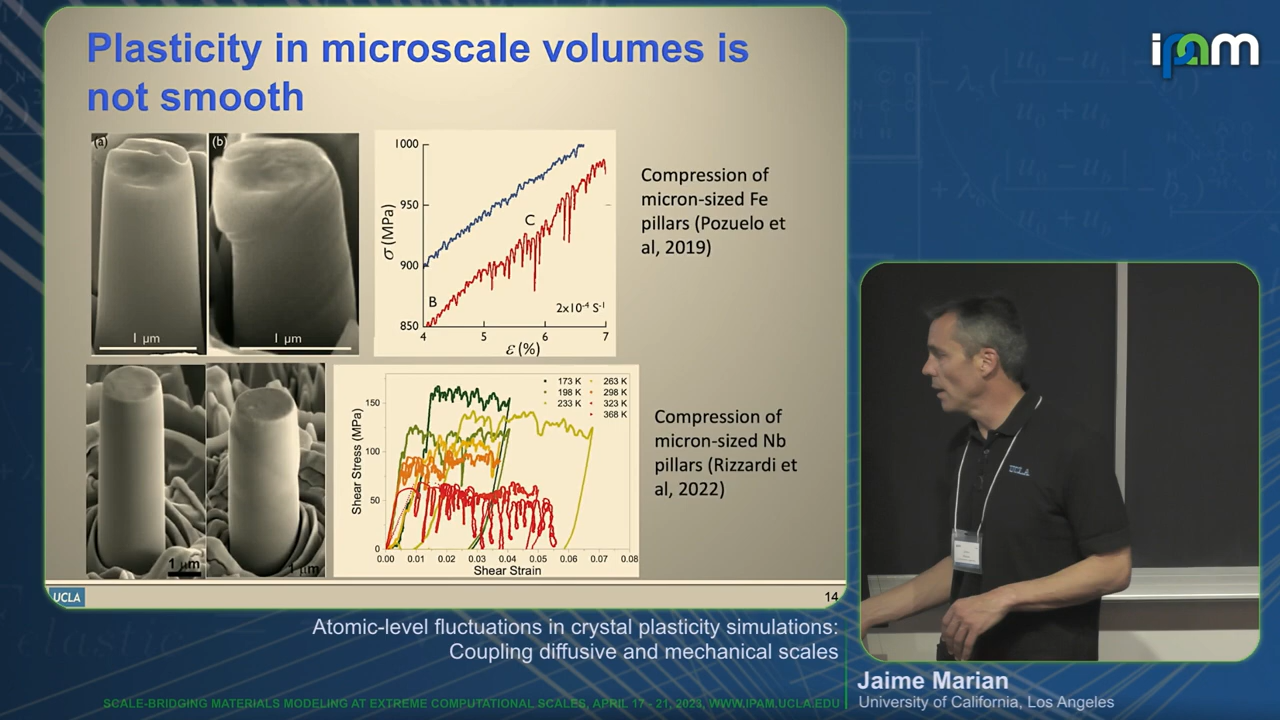 Plasticity in microscale volumes is
not smooth
ipam
(a)
(b)
1 μm
1 μm
1000
950
900
850
σ (MPa)
C
B
2x10⁻⁴ S⁻¹
4
5
6
7
ε (%)
Compression of
micron-sized Fe
pillars (Pozuelo et
al, 2019)
1 μm
1 μm
150
100
50
0
Shear Stress (MPa)
173 K
198 K
233 K
263 K
298 K
323 K
368 K
0.00 0.01 0.02 0.03 0.04 0.05 0.06 0.07 0.08
Shear Strain
Compression of
micron-sized Nb
pillars (Rizzardi et
al, 2022)
UCLA
14
UCLA
Atomic-level fluctuations in crystal plasticity simulations:
Coupling diffusive and mechanical scales
Jaime Marian
University of California, Los Angeles
SCALE-BRIDGING MATERIALS MODELING AT EXTREME COMPUTATIONAL SCALES, APRIL 17 - 21, 2023, WWW.IPAM.UCLA.EDU